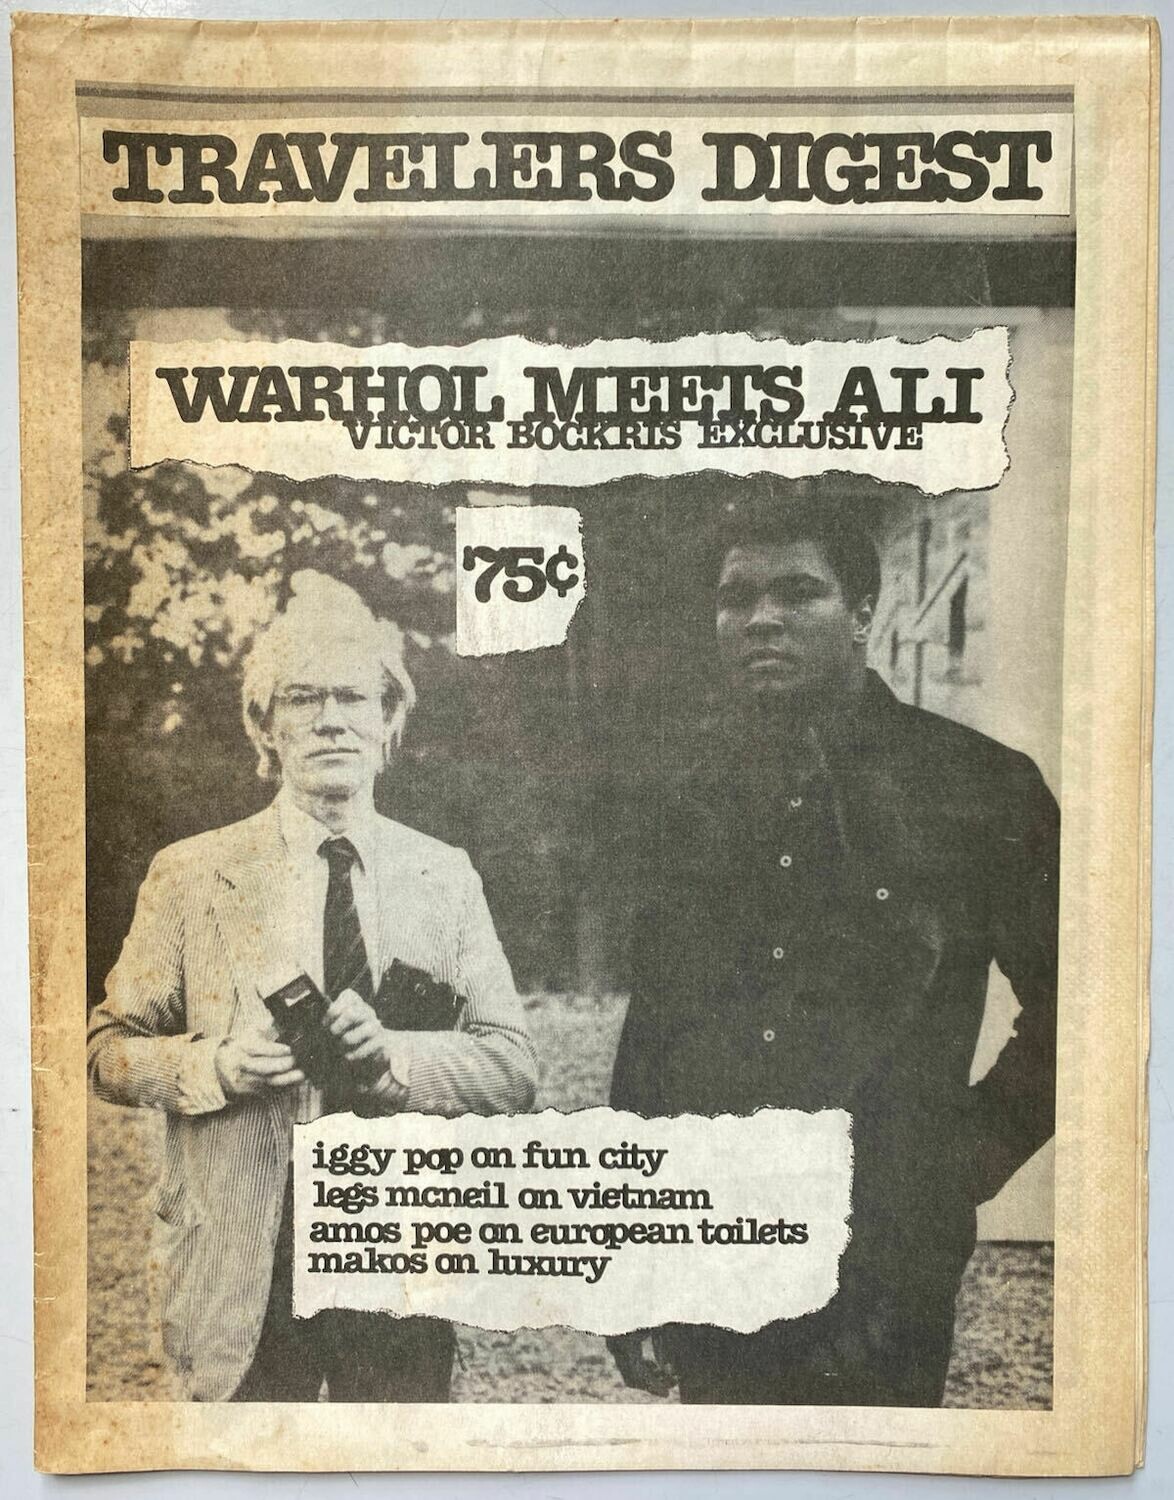 TRAVELERS DIGEST
WARHOL MEETS ALI
VICTOR BOCKRIS EXCLUSIVE
75¢
iggy pop on fun city
legs mcneil on vietnam
amos poe on european toilets
makos on luxury